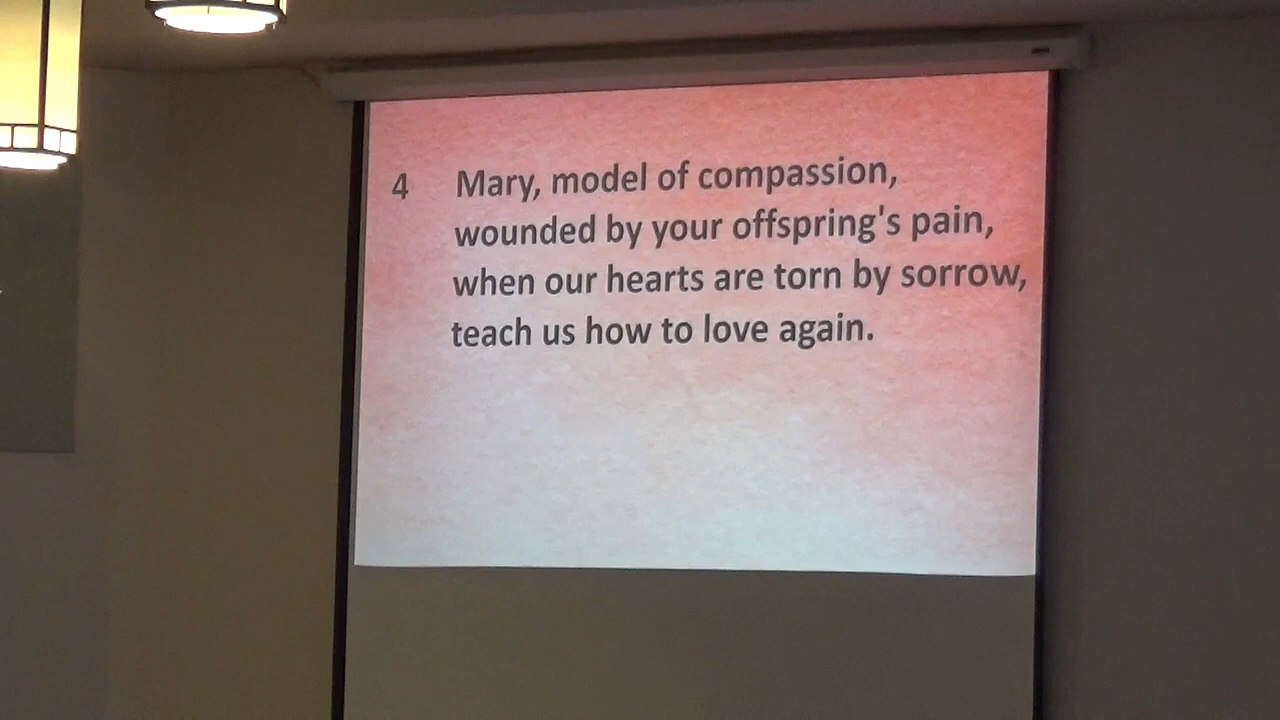 4 Mary, model of compassion,
wounded by your offspring's pain,
when our hearts are torn by sorrow,
teach us how to love again.